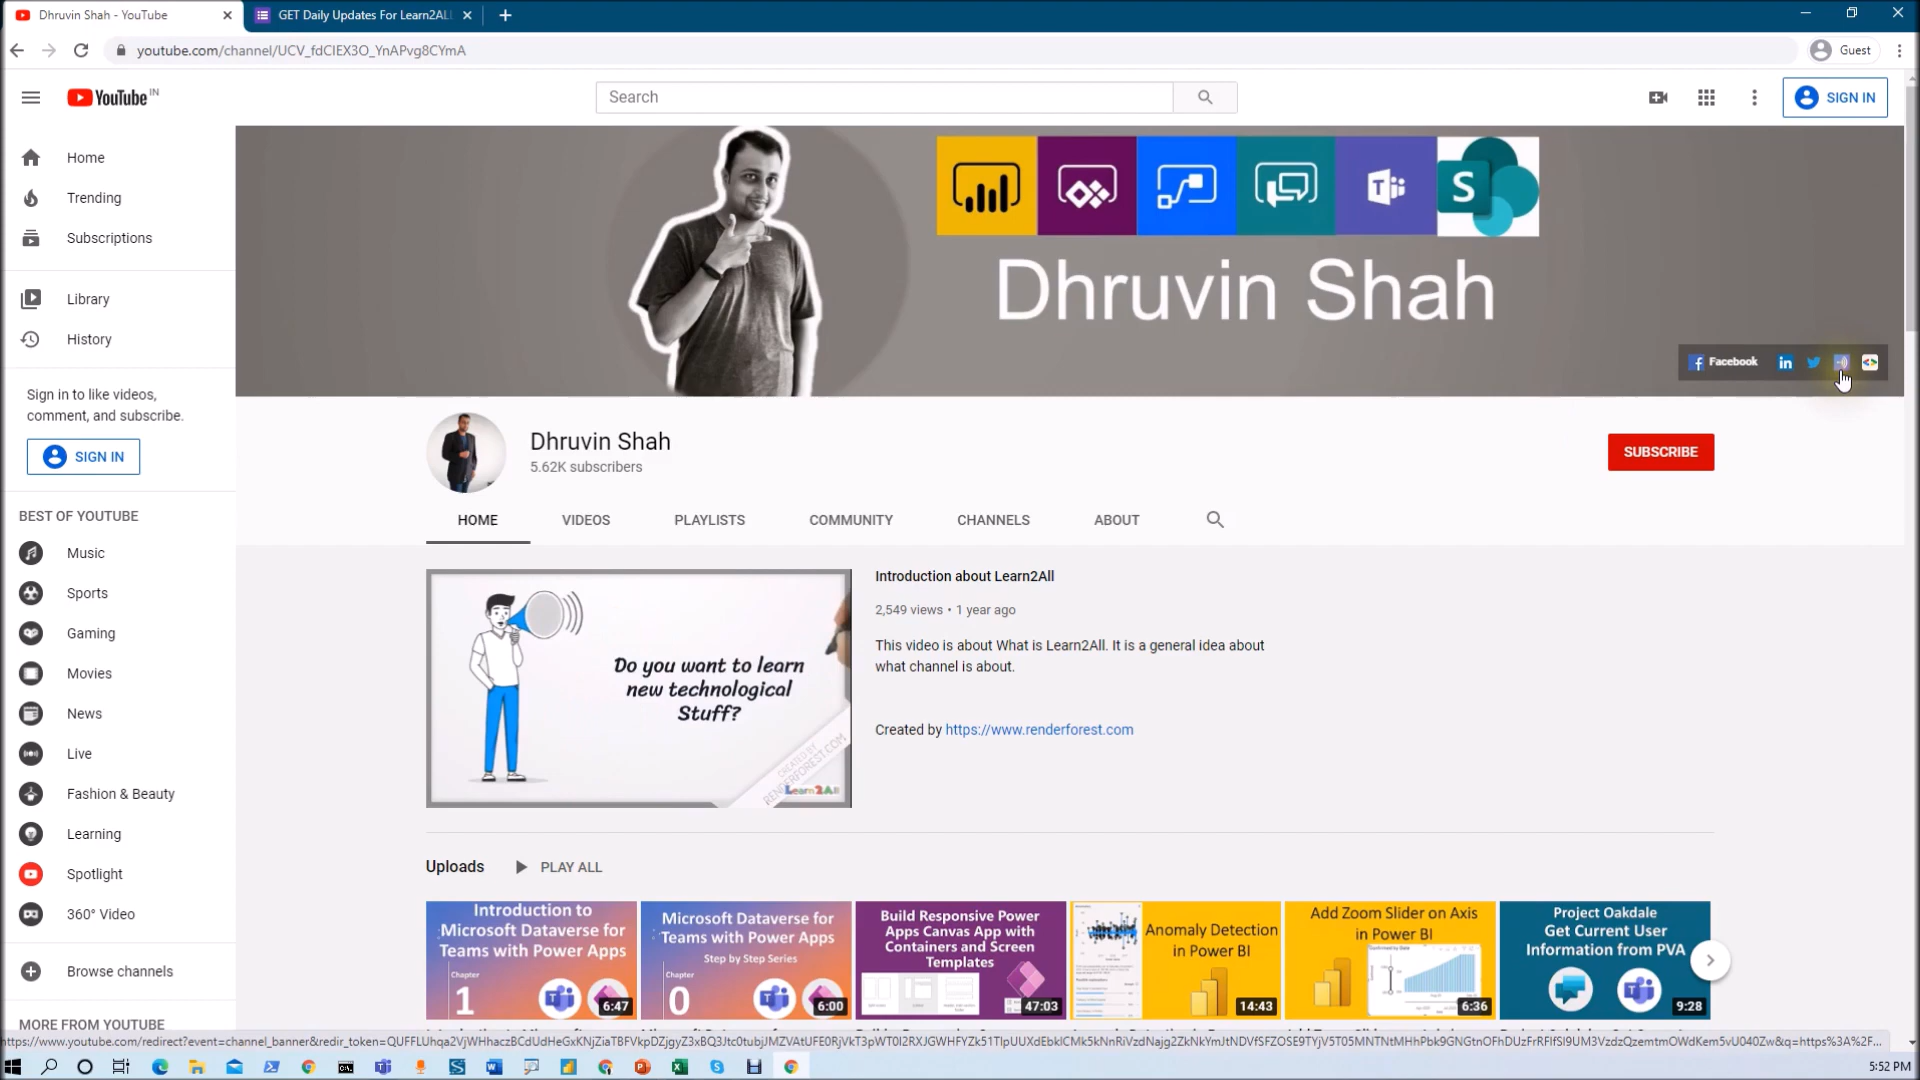 Dhruvin Shah - YouTube
GET Daily Updates For Learn2ALL
youtube.com/channel/UCV_fdCIEX3O_YnAPvg8CYmA
Guest
YouTube IN
Search
SIGN IN
Home
Trending
Subscriptions
Library
History
Sign in to like videos,
comment, and subscribe.
SIGN IN
BEST OF YOUTUBE
Music
Sports
Gaming
Movies
News
Live
Fashion & Beauty
Learning
Spotlight
360° Video
Browse channels
MORE FROM YOUTUBE
Dhruvin Shah
Facebook
Dhruvin Shah
5.62K subscribers
SUBSCRIBE
HOME
VIDEOS
PLAYLISTS
COMMUNITY
CHANNELS
ABOUT
Do you want to learn
new technological
Stuff?
CREATED BY
RENDERFOREST.COM
Learn2All
Introduction about Learn2All
2,549 views • 1 year ago
This video is about What is Learn2All. It is a general idea about
what channel is about.
Created by https://www.renderforest.com
Uploads
PLAY ALL
Introduction to
Microsoft Dataverse for
Teams with Power Apps
Chapter
1
6:47
Microsoft Dataverse for
Teams with Power Apps
Step by Step Series
Chapter
0
6:00
Build Responsive Power
Apps Canvas App with
Containers and Screen
Templates
47:03
Anomaly Detection
in Power BI
14:43
Add Zoom Slider on Axis
in Power BI
6:36
Project Oakdale
Get Current User
Information from PVA
9:28
5:52 PM